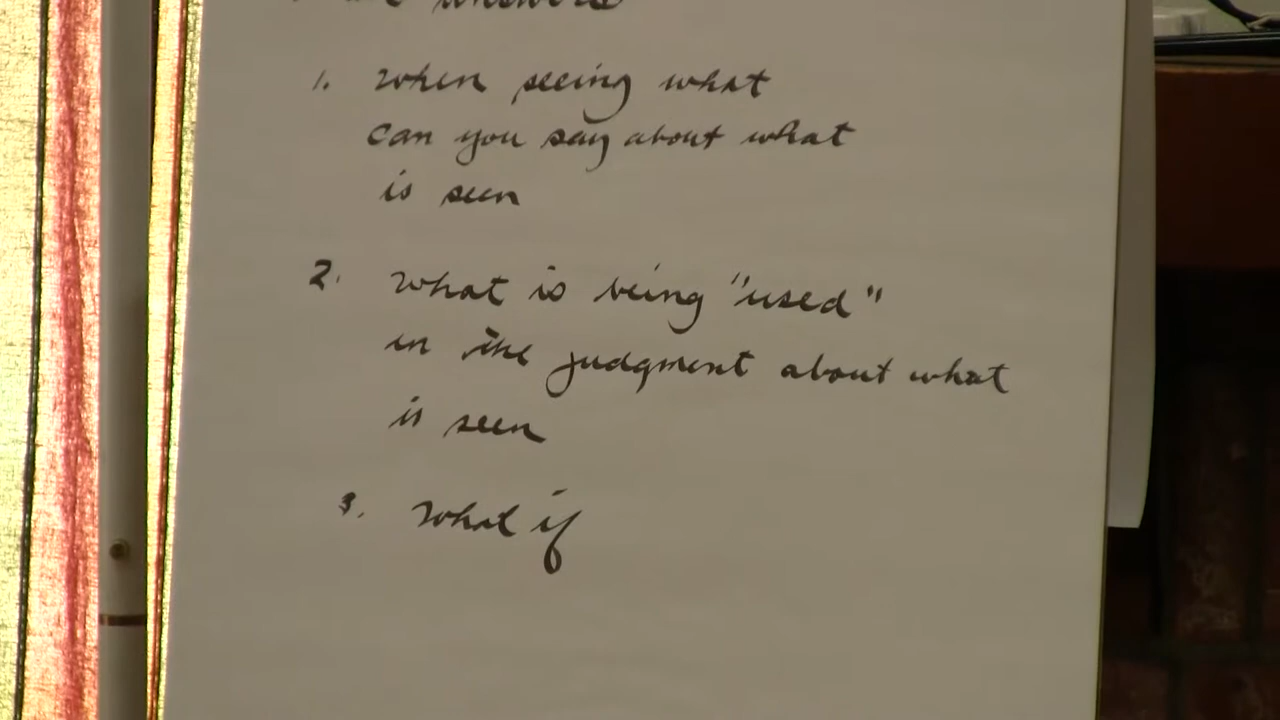 answers
1. When seeing what
can you say about what
is seen
2. What is being "used"
in the judgment about what
is seen
3. What if